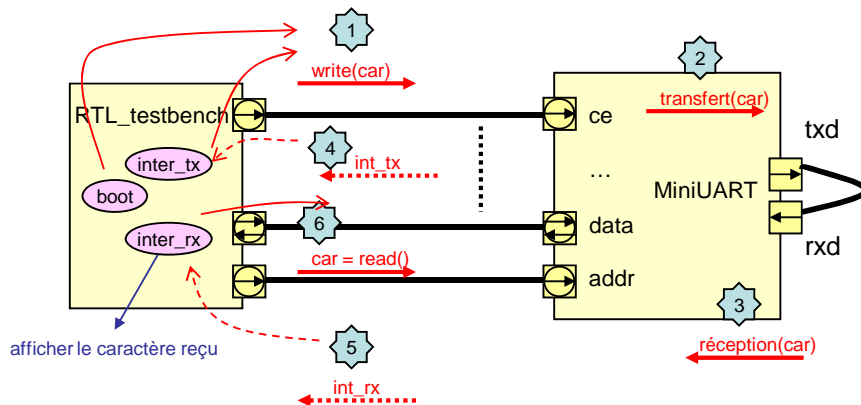 1
write(car)
2
transfert(car)
RTL_testbench
ce
txd
4
inter_tx
int_tx
…
boot
MiniUART
6
inter_rx
data
rxd
car = read()
addr
3
afficher le caractère reçu
5
réception(car)
int_rx